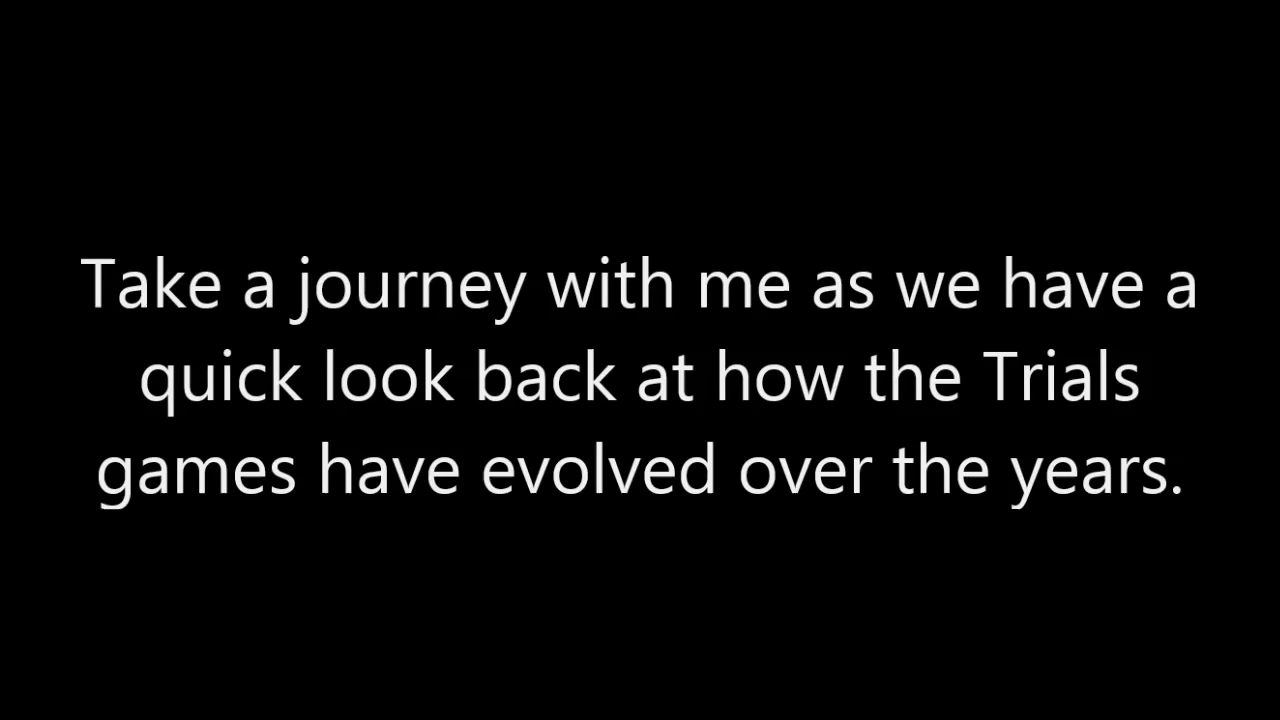 Take a journey with me as we have a
quick look back at how the Trials
games have evolved over the years.